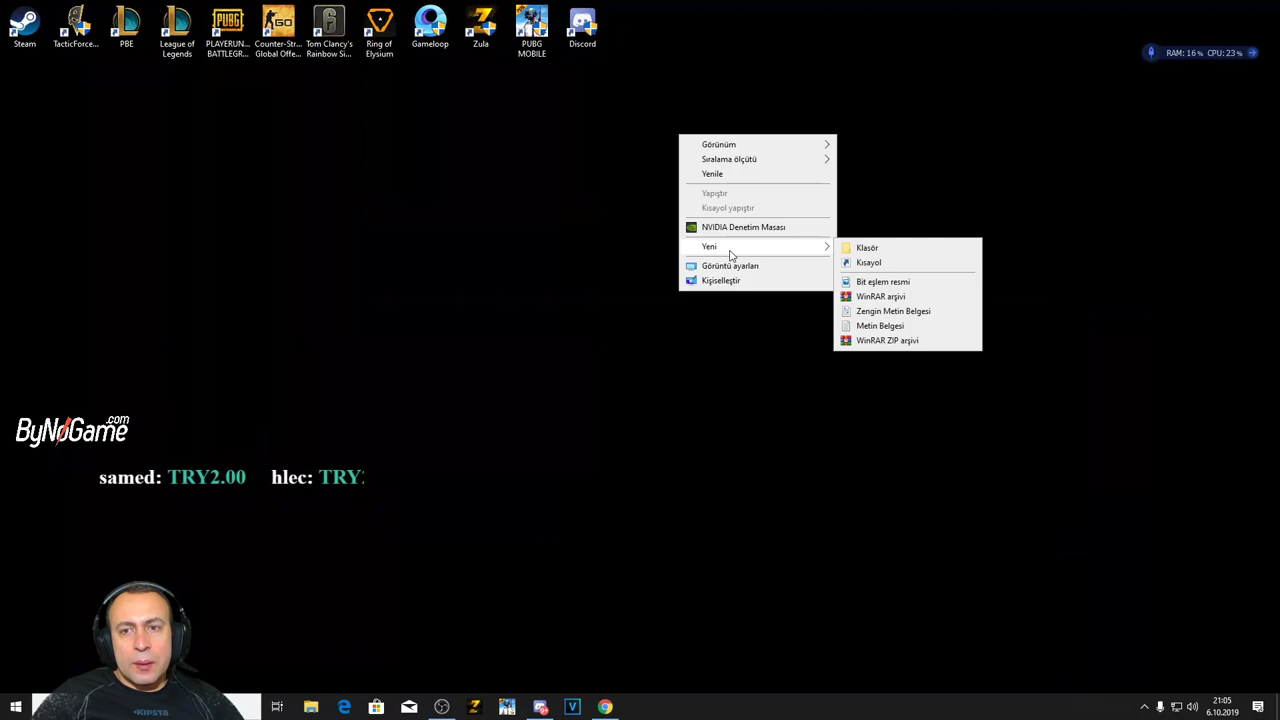 Steam
TacticForce...
PBE
League of
Legends
PLAYERUN...
BATTLEGR...
Counter-Str...
Global Offe...
Tom Clancy's
Rainbow Si...
Ring of
Elysium
Gameloop
Zula
PUBG
MOBILE
Discord
RAM: 16 % CPU: 23 %
Görünüm
Sıralama ölçütü
Yenile
Yapıştır
Kısayol yapıştır
NVIDIA Denetim Masası
Yeni
Görüntü ayarları
Kişiselleştir
Klasör
Kısayol
Bit eşlem resmi
WinRAR arşivi
Zengin Metin Belgesi
Metin Belgesi
WinRAR ZIP arşivi
ByNoGame.com
samed: TRY2.00 hlec: TRY
KIPSTA
21:05
6.10.2019